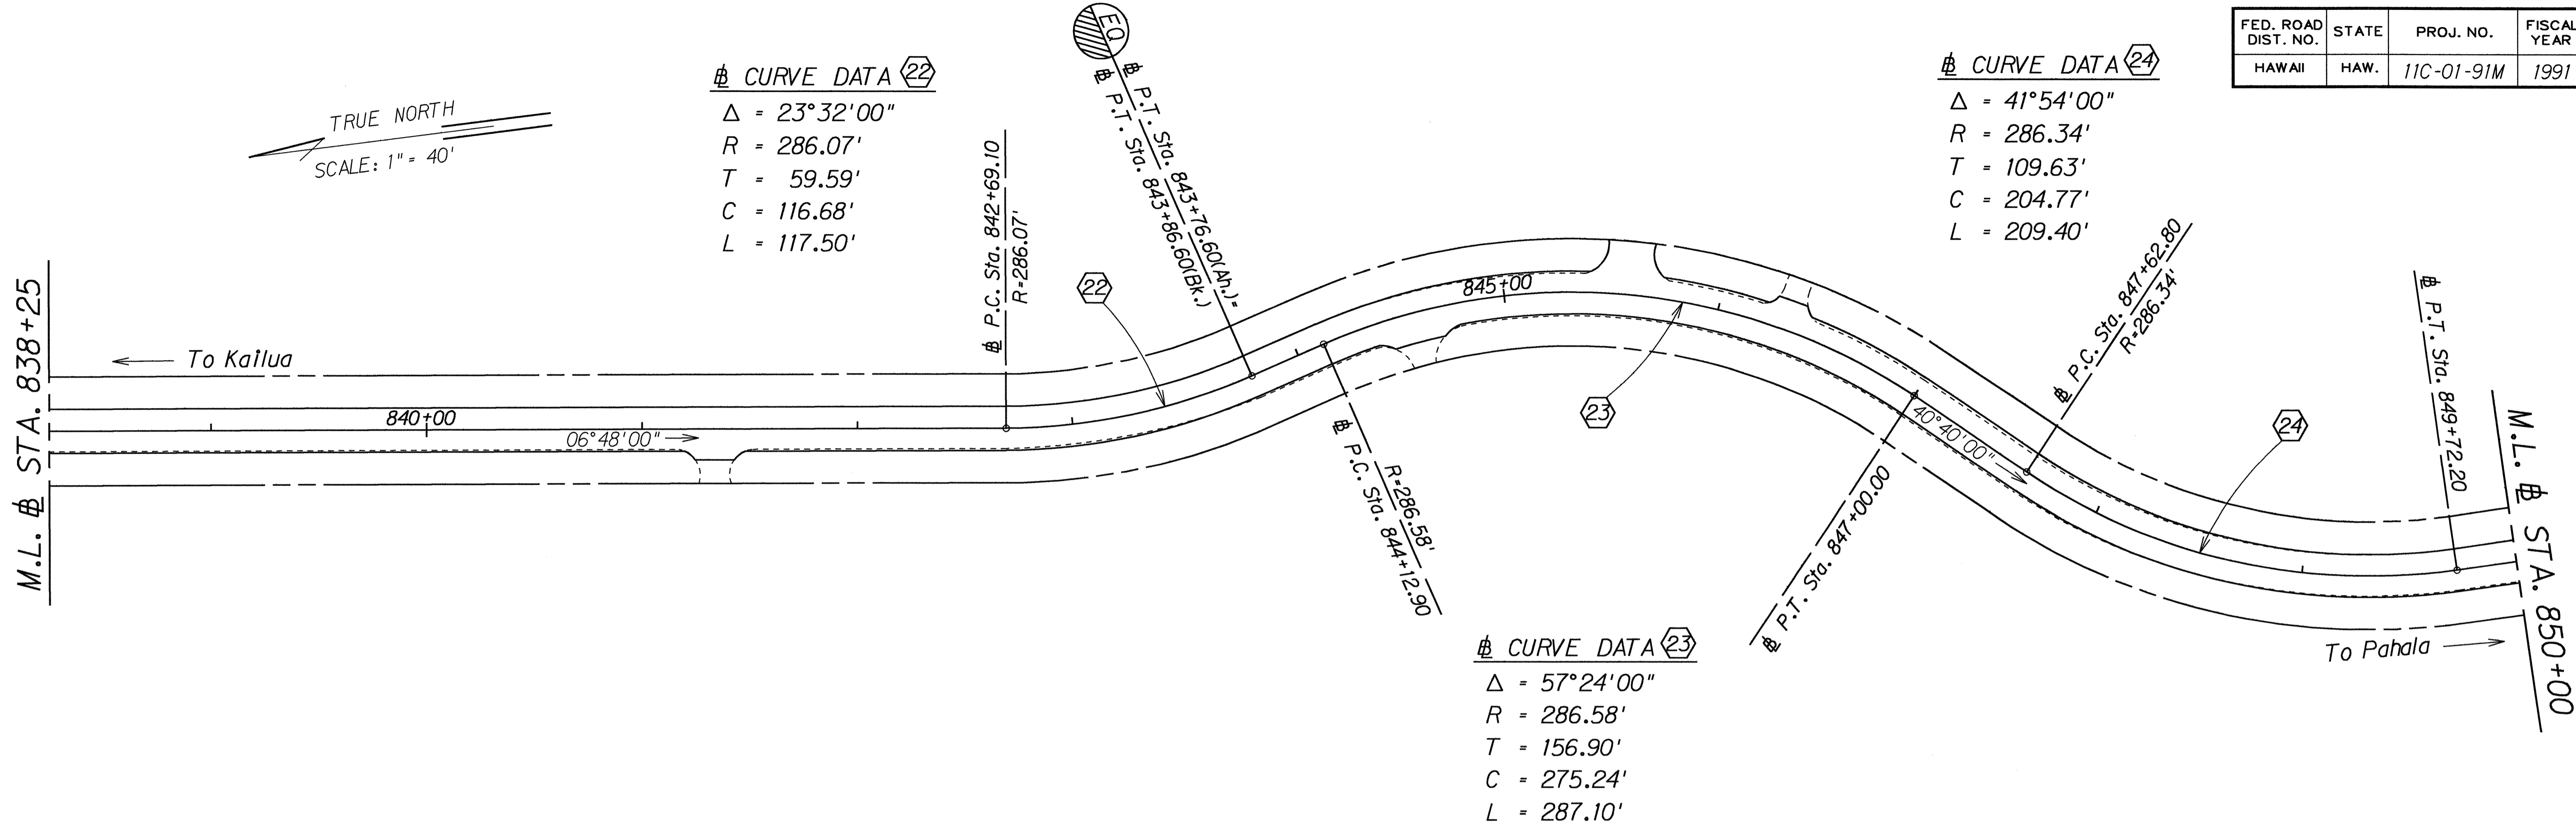 FED. ROAD DIST. NO. STATE PROJ. NO. FISCAL YEAR
HAWAII HAW. 11C-01-91M 1991
TRUE NORTH
SCALE: 1" = 40'
B CURVE DATA 22
Δ = 23°32'00"
R = 286.07'
T = 59.59'
C = 116.68'
L = 117.50'
EQ
B P.T. Sta. 843+76.60(Ah.)=
B P.T. Sta. 843+86.60(Bk.)
B P.C. Sta. 842+69.10
R=286.07'
B CURVE DATA 24
Δ = 41°54'00"
R = 286.34'
T = 109.63'
C = 204.77'
L = 209.40'
M.L. B STA. 838+25
To Kailua
840+00
06°48'00"
22
845+00
23
B P.C. Sta. 844+12.90
R=286.58'
40°40'00"
B P.T. Sta. 847+00.00
B P.C. Sta. 847+62.80
R=286.34'
24
B P.T. Sta. 849+72.20
M.L. B STA. 850+00
To Pahala
B CURVE DATA 23
Δ = 57°24'00"
R = 286.58'
T = 156.90'
C = 275.24'
L = 287.10'